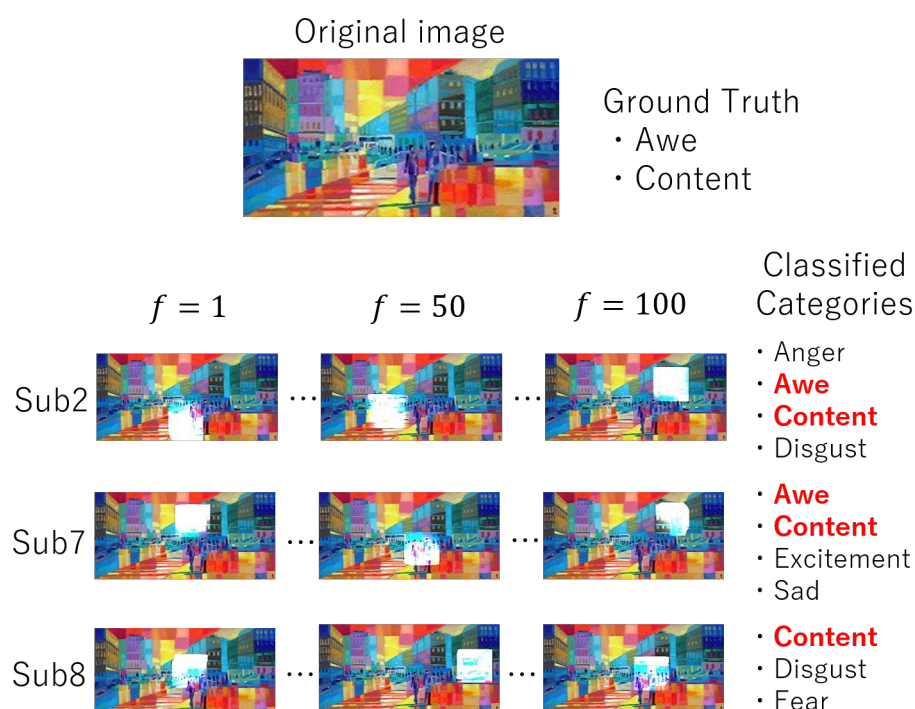 Original image
Ground Truth
・Awe
・Content
Classified
Categories
f = 1
f = 50
f = 100
Sub2
...
...
・Anger
・Awe
・Content
・Disgust
Sub7
...
...
・Awe
・Content
・Excitement
・Sad
Sub8
...
...
・Content
・Disgust
・Fear